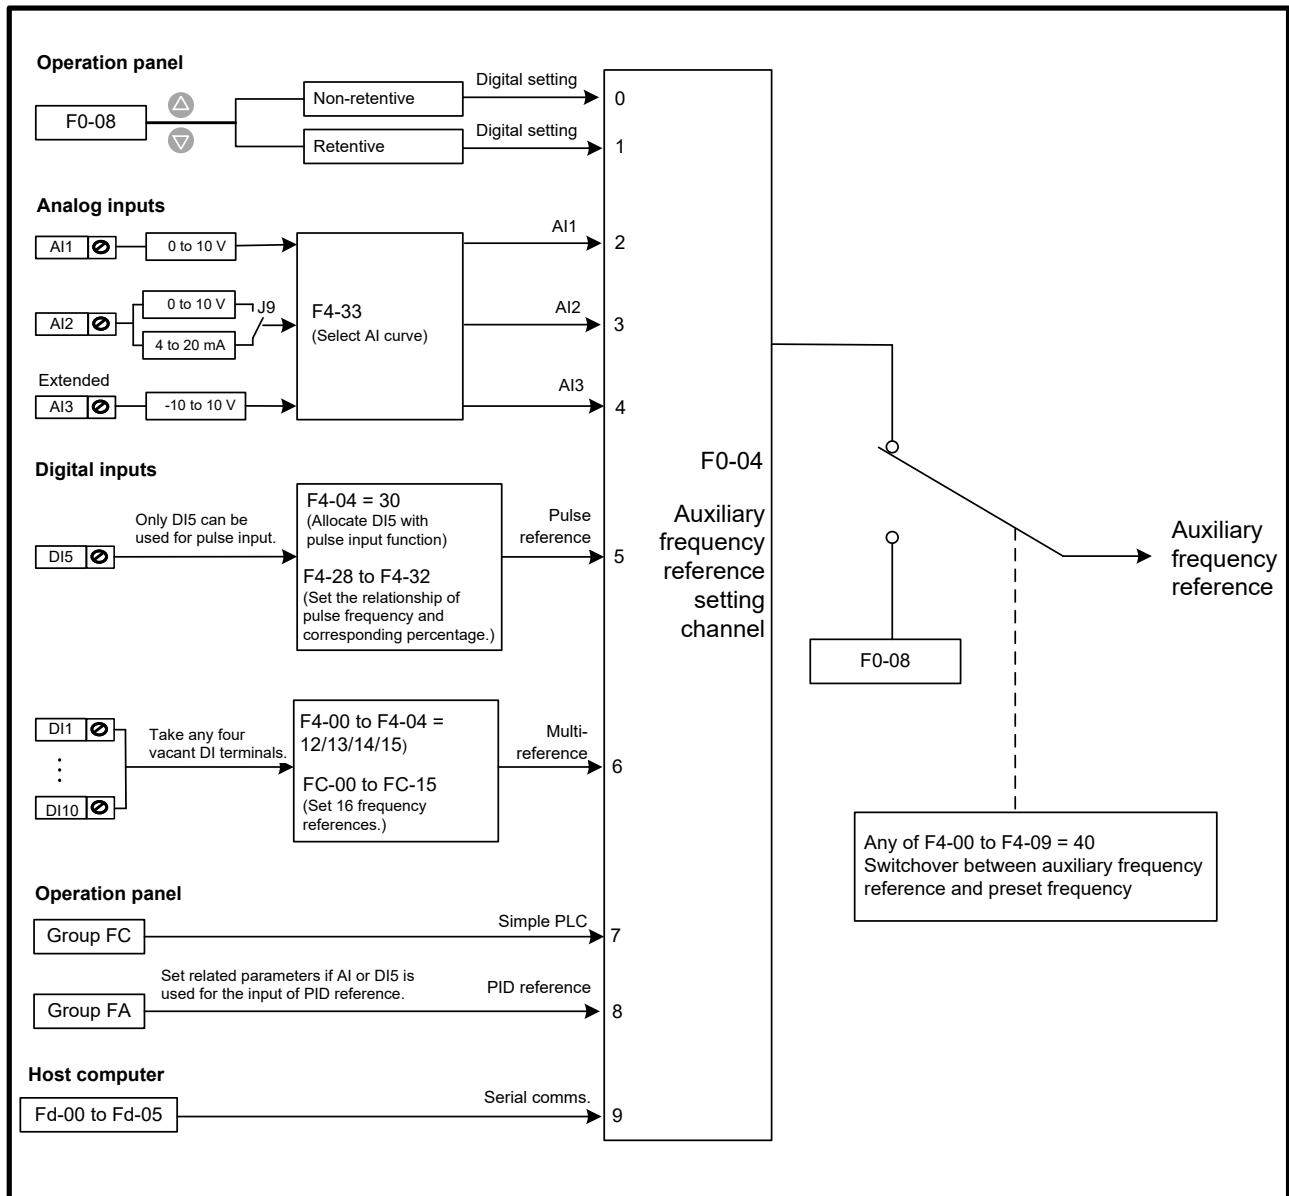 Operation panel
F0-08
Non-retentive
Digital setting
0
Retentive
Digital setting
1
Analog inputs
AI1
0 to 10 V
AI1
2
AI2
0 to 10 V
J9
4 to 20 mA
F4-33
(Select AI curve)
AI2
3
Extended
AI3
-10 to 10 V
AI3
4
Digital inputs
DI5
Only DI5 can be
used for pulse input.
F4-04 = 30
(Allocate DI5 with
pulse input function)
F4-28 to F4-32
(Set the relationship of
pulse frequency and
corresponding percentage.)
Pulse
reference
5
DI1
DI10
Take any four
vacant DI terminals.
F4-00 to F4-04 =
12/13/14/15)
FC-00 to FC-15
(Set 16 frequency
references.)
Multi-
reference
6
Operation panel
Group FC
Simple PLC
7
Group FA
Set related parameters if AI or DI5 is
used for the input of PID reference.
PID reference
8
Host computer
Fd-00 to Fd-05
Serial comms.
9
F0-04
Auxiliary
frequency
reference
setting
channel
F0-08
Auxiliary
frequency
reference
Any of F4-00 to F4-09 = 40
Switchover between auxiliary frequency
reference and preset frequency